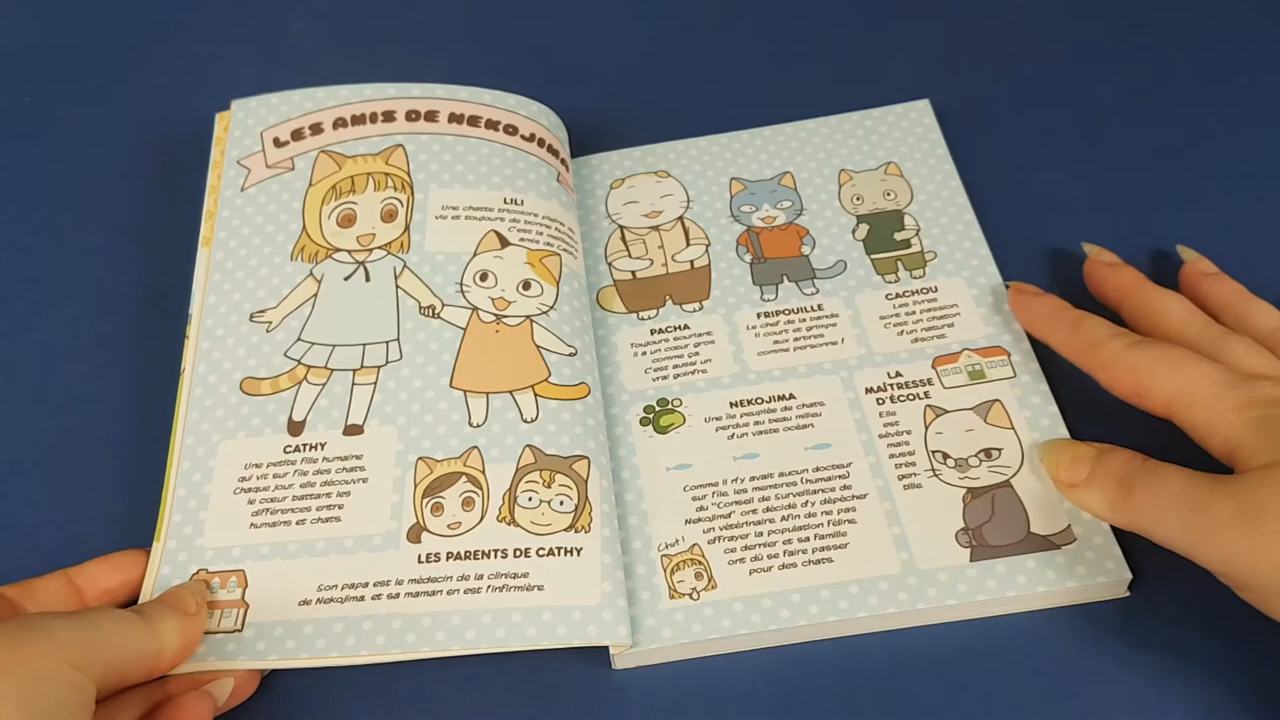 LES AMIS DE NEKOJIMA
LILI
Une chatte tricolore pleine de
vie et toujours de bonne humeur.
C'est la meilleure
amie de Cathy.
CATHY
Une petite fille humaine
qui vit sur l'île des chats.
Chaque jour, elle découvre
le cœur battant les
différences entre
humains et chats.
LES PARENTS DE CATHY
Son papa est le médecin de la clinique
de Nekojima, et sa maman en est l'infirmière.
PACHA
Toujours souriant,
il a un cœur gros
comme ça.
C'est aussi un
vrai goinfre.
FRIPOUILLE
Le chef de la bande.
Il court et grimpe
aux arbres
comme personne !
CACHOU
Les livres
sont sa passion.
C'est un chaton
d'un naturel
discret.
NEKOJIMA
Une île peuplée de chats,
perdue au beau milieu
d'un vaste océan.
Comme il n'y avait aucun docteur
sur l'île, les membres (humains)
du "Conseil de Surveillance de
Nekojima" ont décidé d'y dépêcher
un vétérinaire. Afin de ne pas
effrayer la population féline,
ce dernier et sa famille
ont dû se faire passer
pour des chats.
Chut !
LA
MAÎTRESSE
D'ÉCOLE
Elle
est
sévère
mais
aussi
très
gen-
tille.